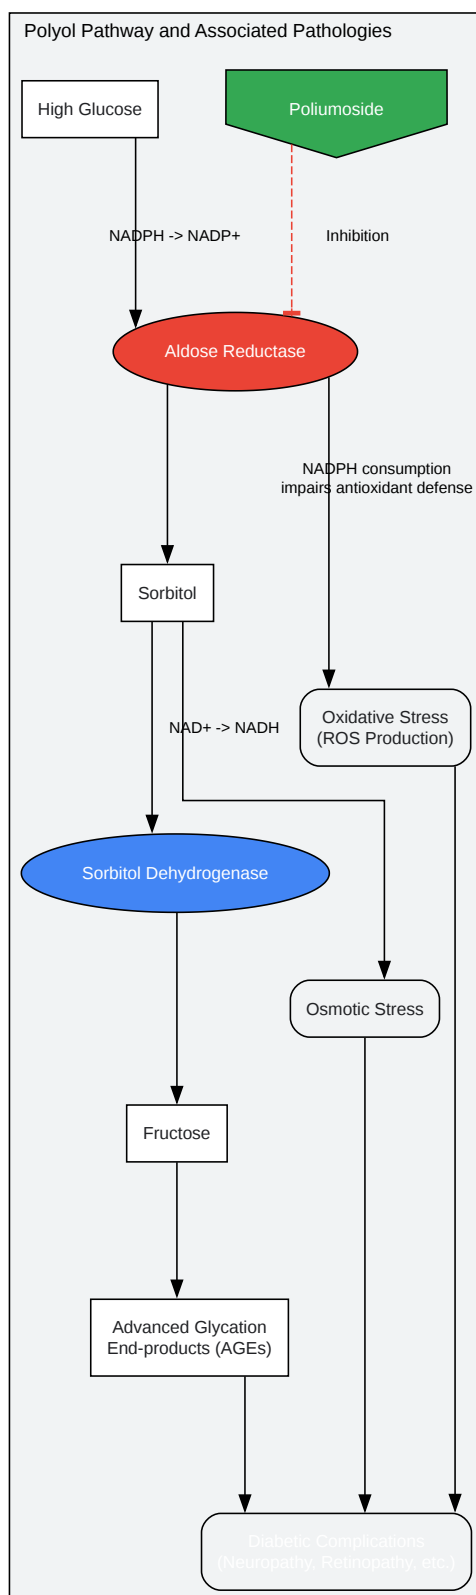 Polyol Pathway and Associated Pathologies
High Glucose
Poliumoside
NADPH -> NADP+
Inhibition
Aldose Reductase
NADPH consumption
impairs antioxidant defense
Sorbitol
Oxidative Stress
(ROS Production)
NAD+ -> NADH
Sorbitol Dehydrogenase
Osmotic Stress
Fructose
Advanced Glycation
End-products (AGEs)
Diabetic Complications
(Neuropathy, Retinopathy, etc.)